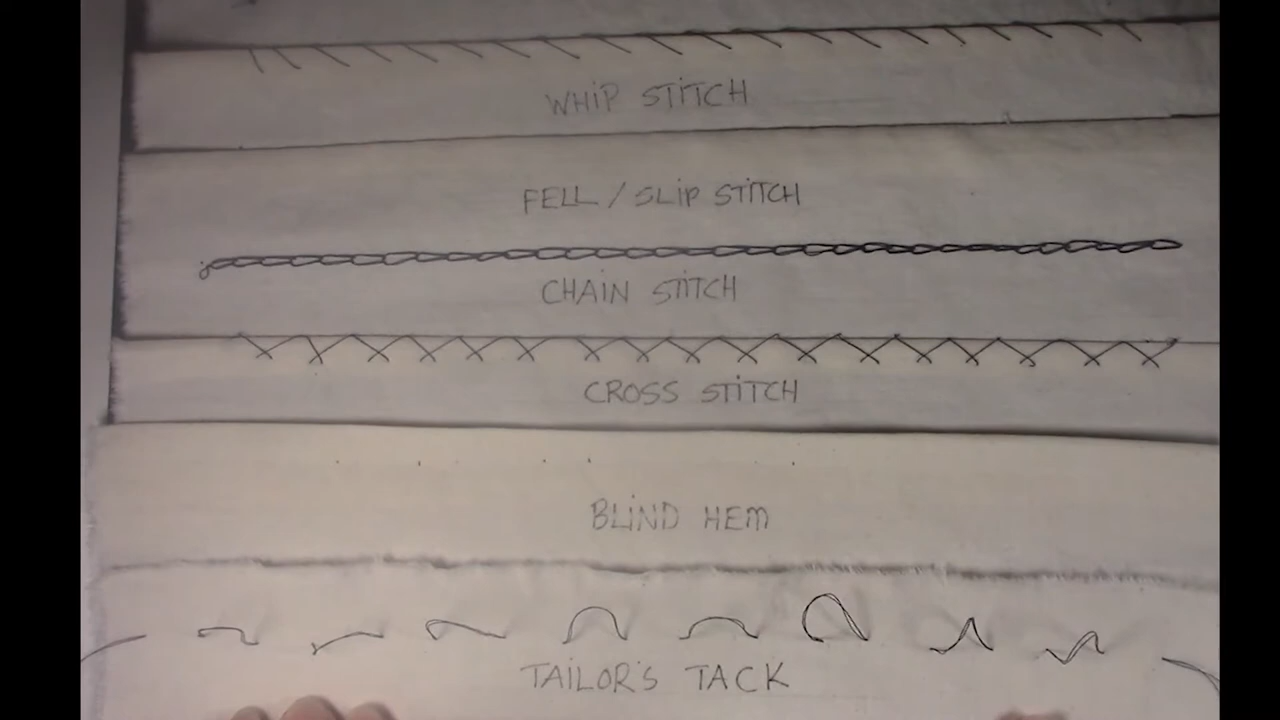 WHIP STITCH
FELL / SLIP STITCH
CHAIN STITCH
CROSS STITCH
BLIND HEM
TAILOR'S TACK